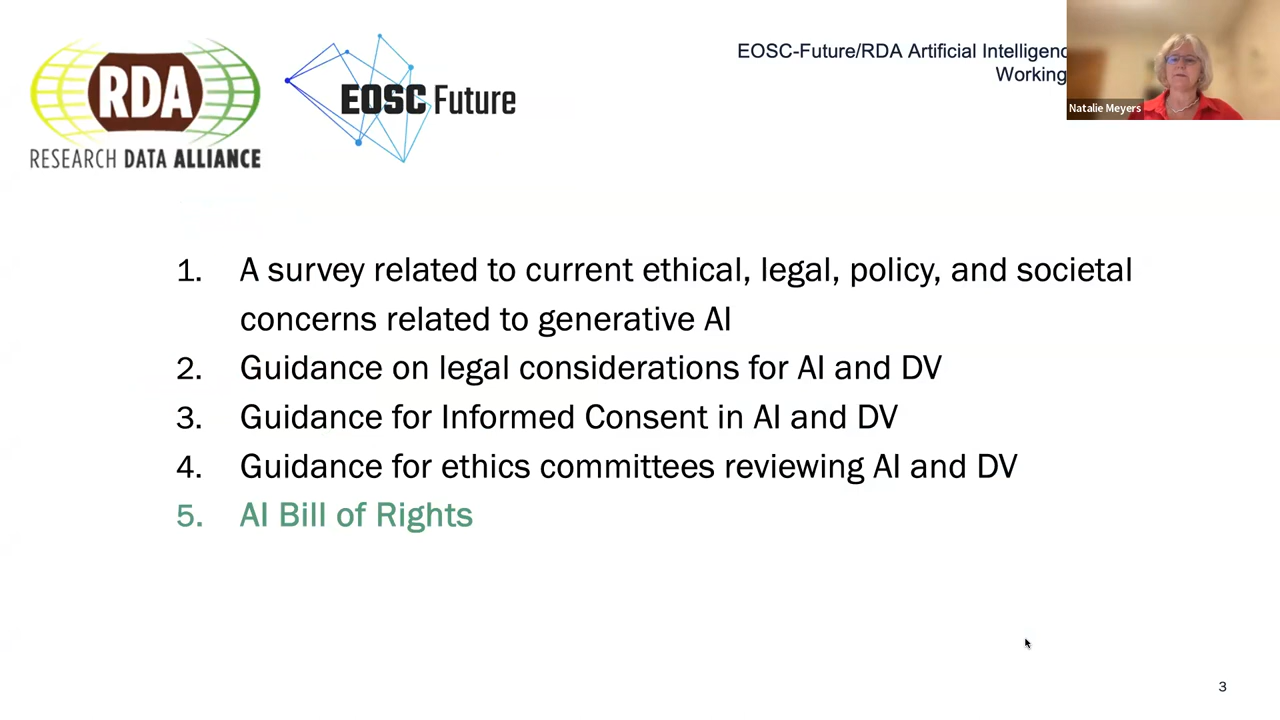 RDA
RESEARCH DATA ALLIANCE
EOSC Future
EOSC-Future/RDA Artificial
Working
Natalie Meyers
1. A survey related to current ethical, legal, policy, and societal
concerns related to generative AI
2. Guidance on legal considerations for AI and DV
3. Guidance for Informed Consent in AI and DV
4. Guidance for ethics committees reviewing AI and DV
5. AI Bill of Rights
3